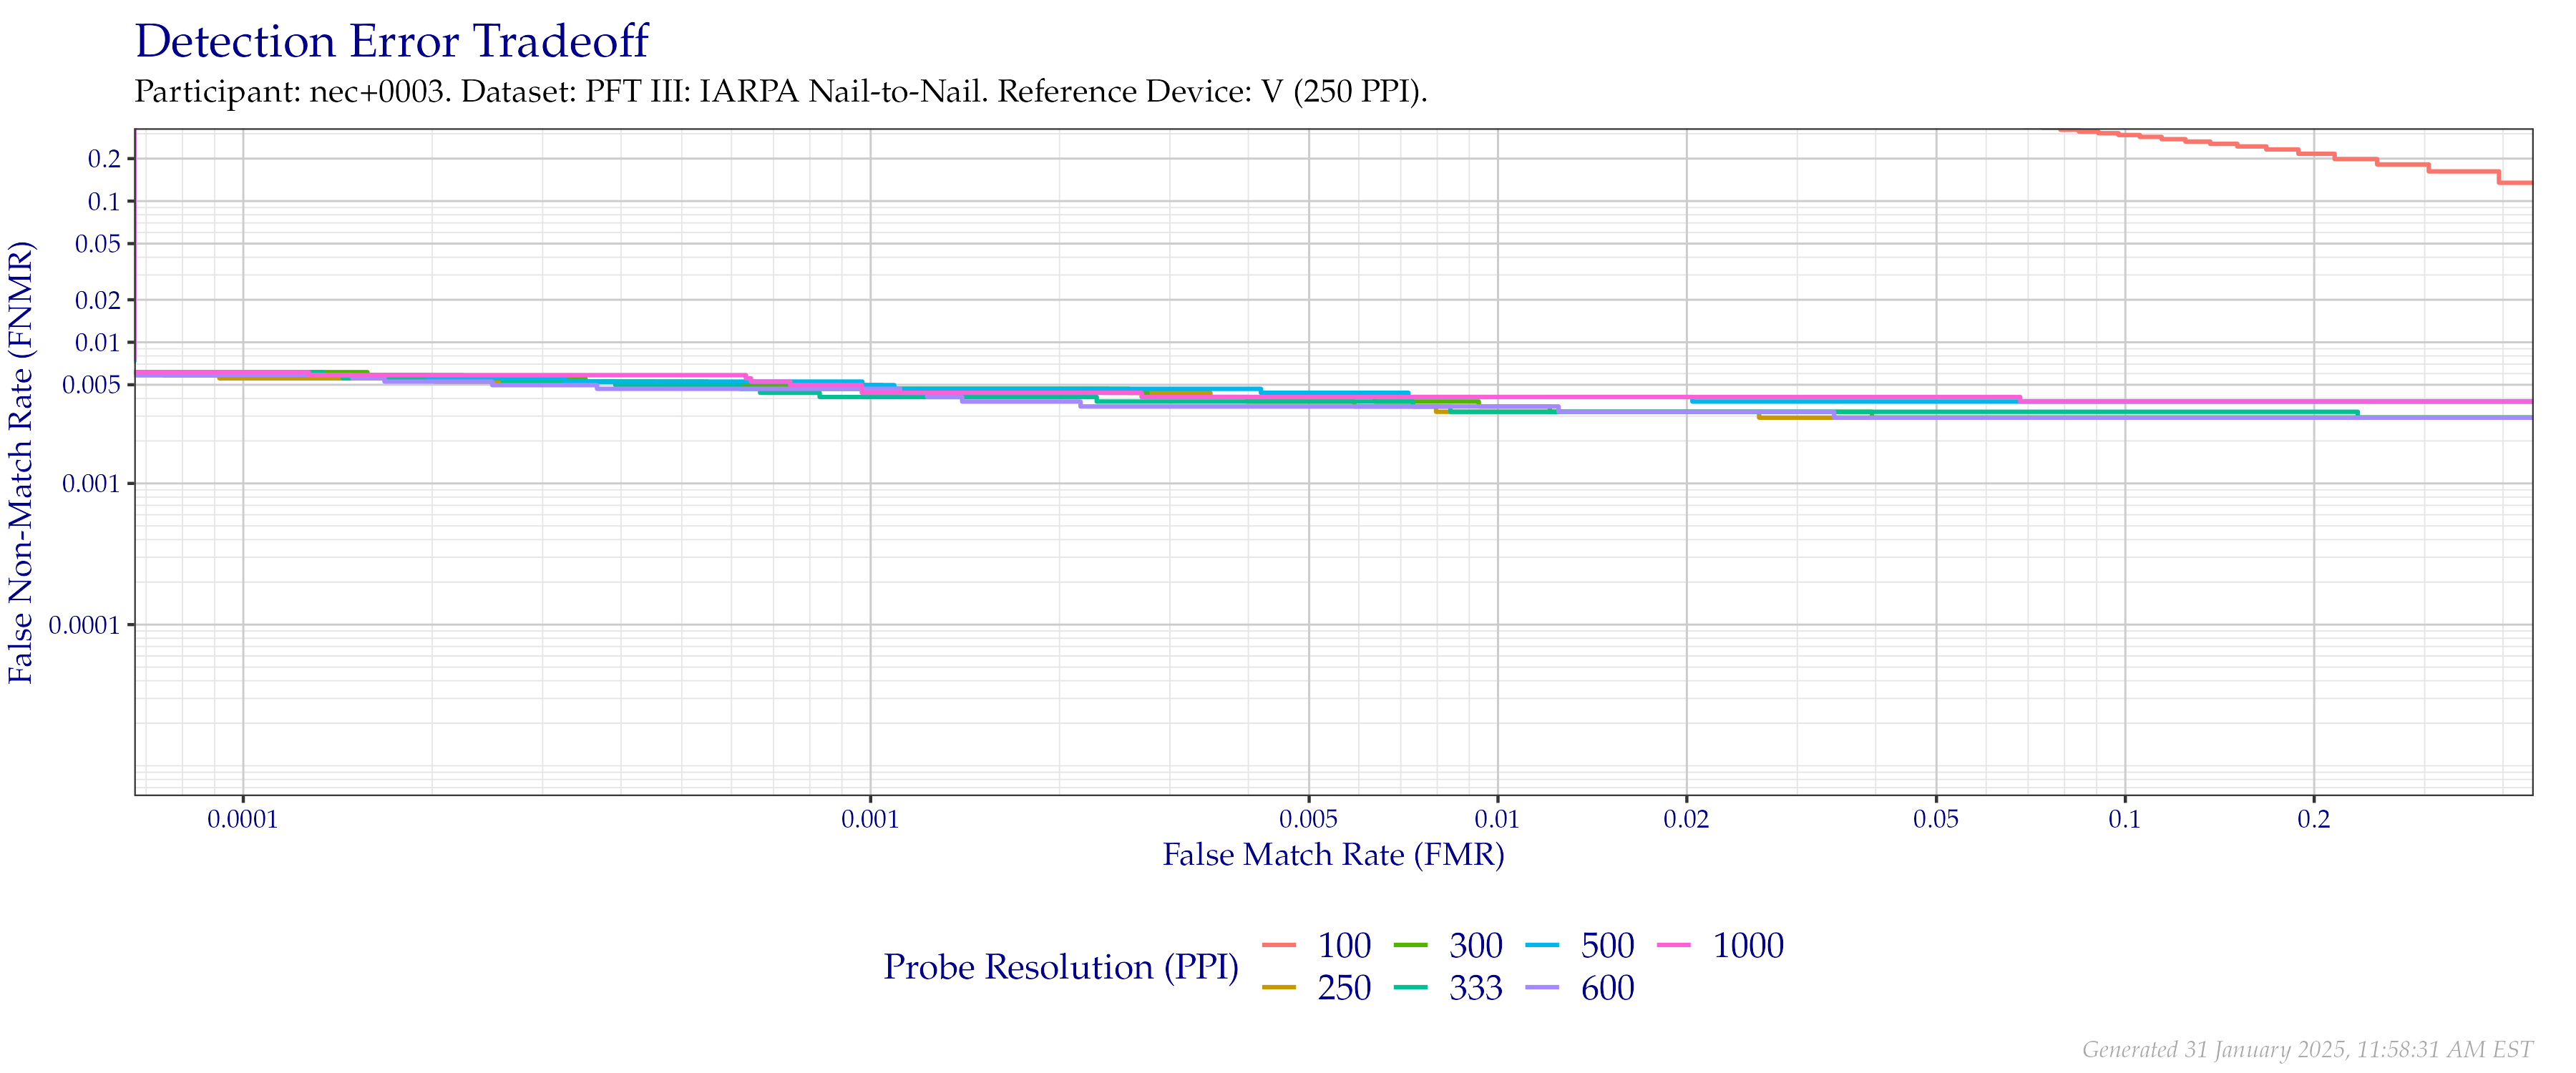 Detection Error Tradeoff
Participant: nec+0003. Dataset: PFT III: IARPA Nail-to-Nail. Reference Device: V (250 PPI).
False Non-Match Rate (FNMR)
0.2
0.1
0.05
0.02
0.01
0.005
0.001
0.0001
0.0001 0.001 0.005 0.01 0.02 0.05 0.1 0.2
False Match Rate (FMR)
Probe Resolution (PPI)
100 300 500 1000
250 333 600
Generated 31 January 2025, 11:58:31 AM EST